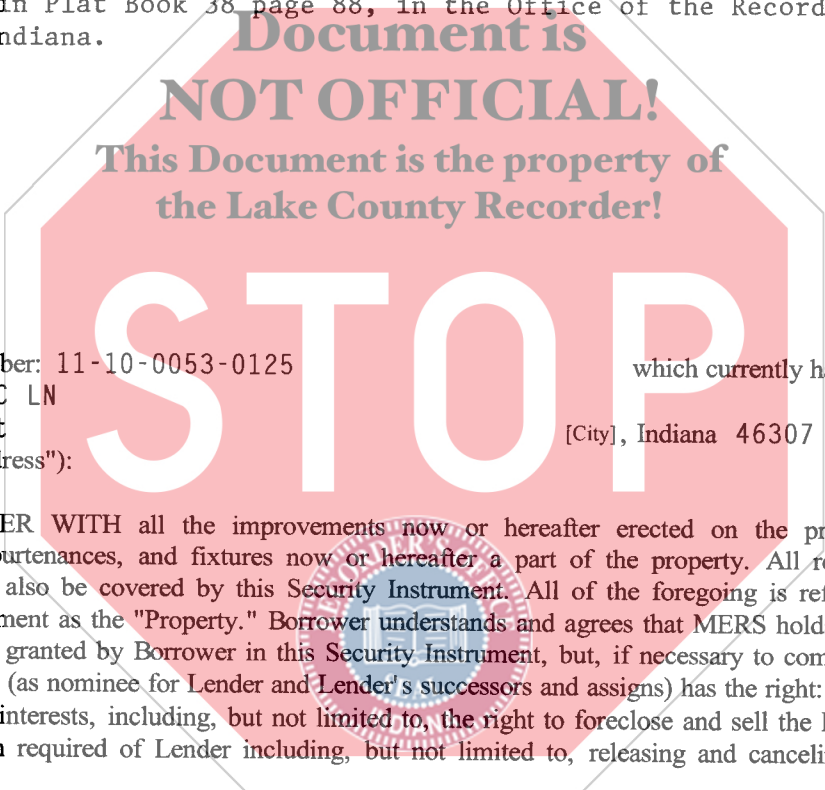 in Plat Book 38 page 88, in the Office of the Record
ndiana.
Document is
NOT OFFICIAL!
This Document is the property of
the Lake County Recorder!
STOP
ber: 11-10-0053-0125 which currently h
C LN
t [City], Indiana 46307
ress"):
ER WITH all the improvements now or hereafter erected on the pr
purtenances, and fixtures now or hereafter a part of the property. All r
also be covered by this Security Instrument. All of the foregoing is ref
ment as the "Property." Borrower understands and agrees that MERS hold
granted by Borrower in this Security Instrument, but, if necessary to com
(as nominee for Lender and Lender's successors and assigns) has the right:
interests, including, but not limited to, the right to foreclose and sell the
required of Lender including, but not limited to, releasing and canceli